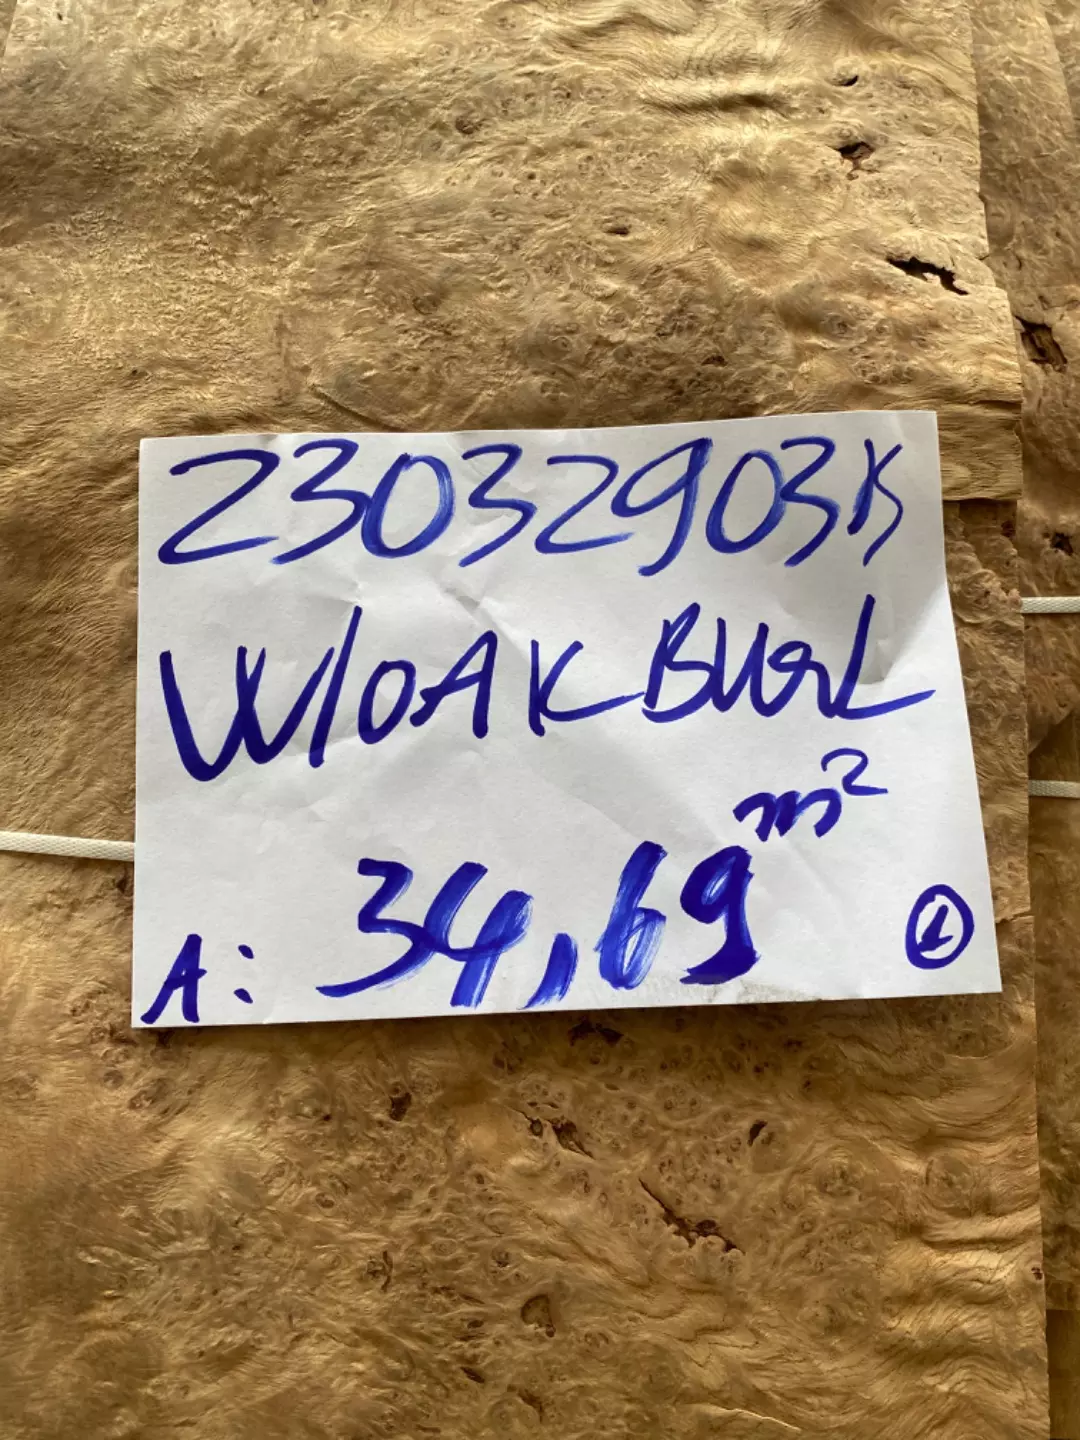 23032903K
W/OAK BURL
m²
A: 34,69
①